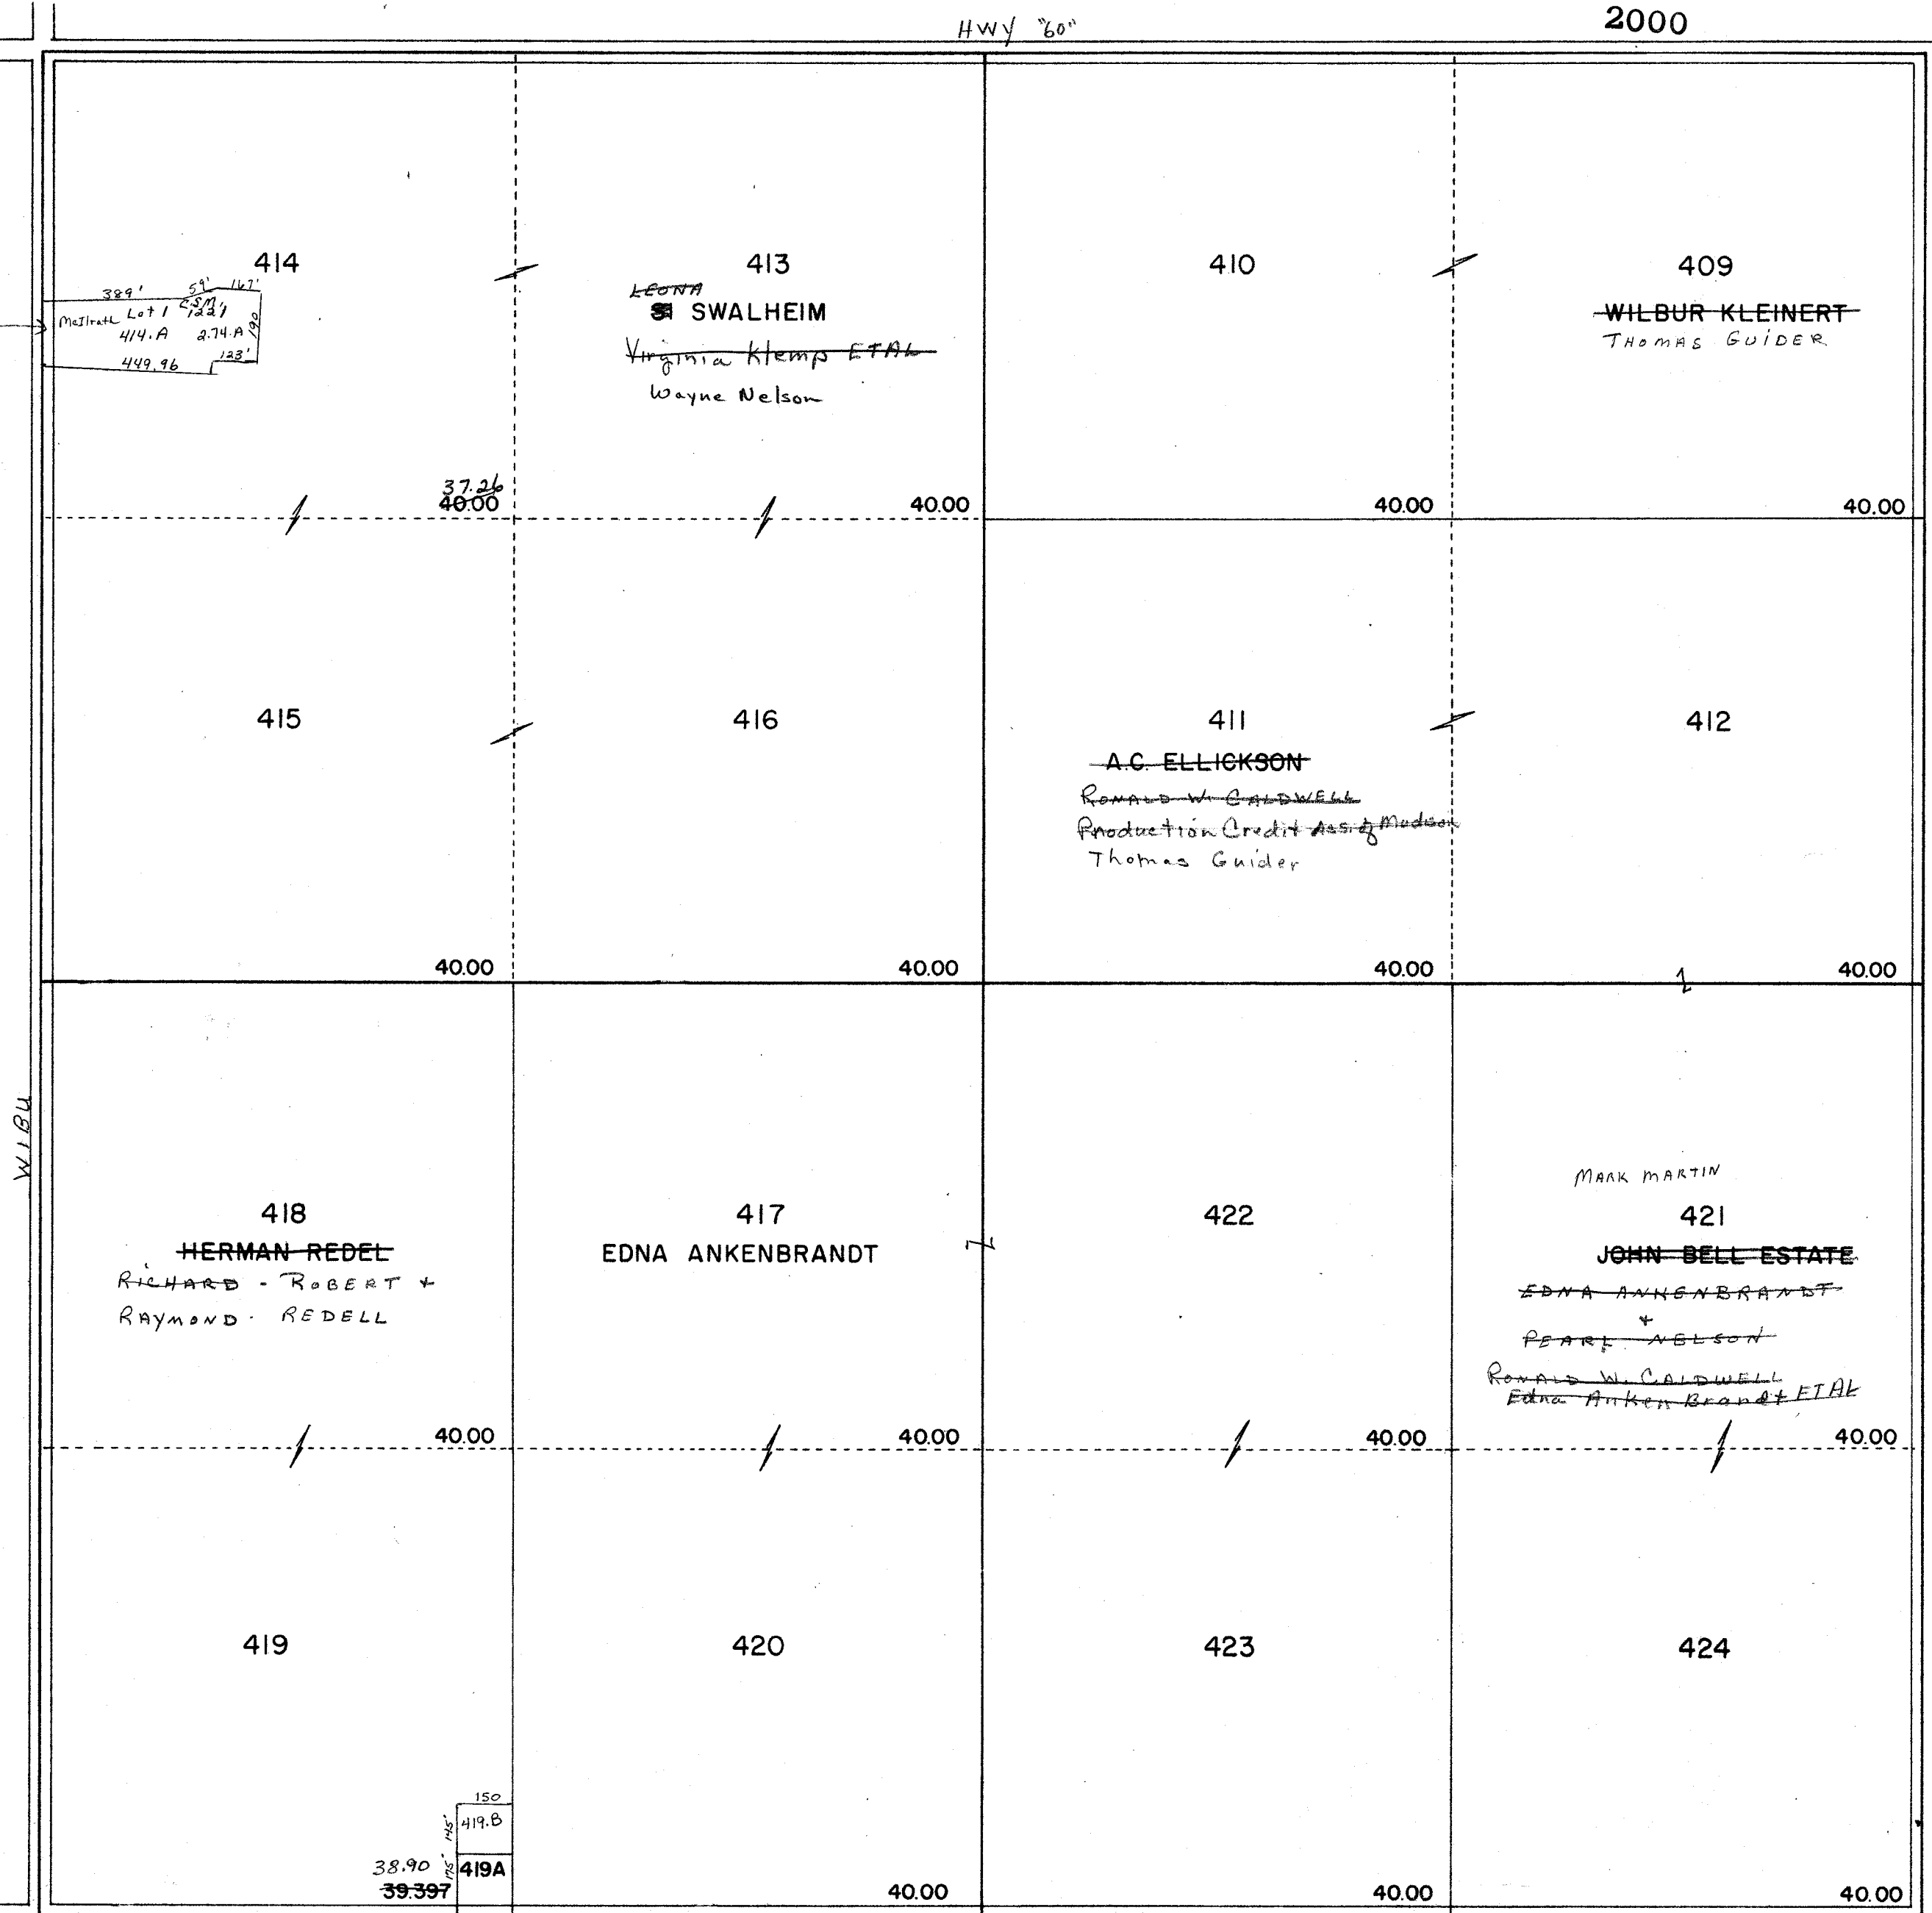 HWY "60"
2000
414
389'
59'
167'
McIlrath Lot 1 C.S.M. 1221
414.A 2.74.A
190
449.96
123'
37.26
40.00
413
LEONA
SWALHEIM
Virginia Klemp ETAL
Wayne Nelson
40.00
410
40.00
409
WILBUR KLEINERT
THOMAS GUIDER
40.00
415
40.00
416
40.00
411
A.C. ELLICKSON
RONALD W. CALDWELL
Production Credit Ass. of Madison
Thomas Guider
40.00
412
40.00
WIBU
418
HERMAN REDEL
RICHARD - ROBERT +
RAYMOND - REDELL
40.00
417
EDNA ANKENBRANDT
40.00
422
40.00
MARK MARTIN
421
JOHN BELL ESTATE
EDNA ANKENBRANDT
+
PEARL NELSON
RONALD W. CALDWELL
Edna Anken Brandt ETAL
40.00
419
150
145'
419.B
175'
419A
38.90
39.397
420
40.00
423
40.00
424
40.00